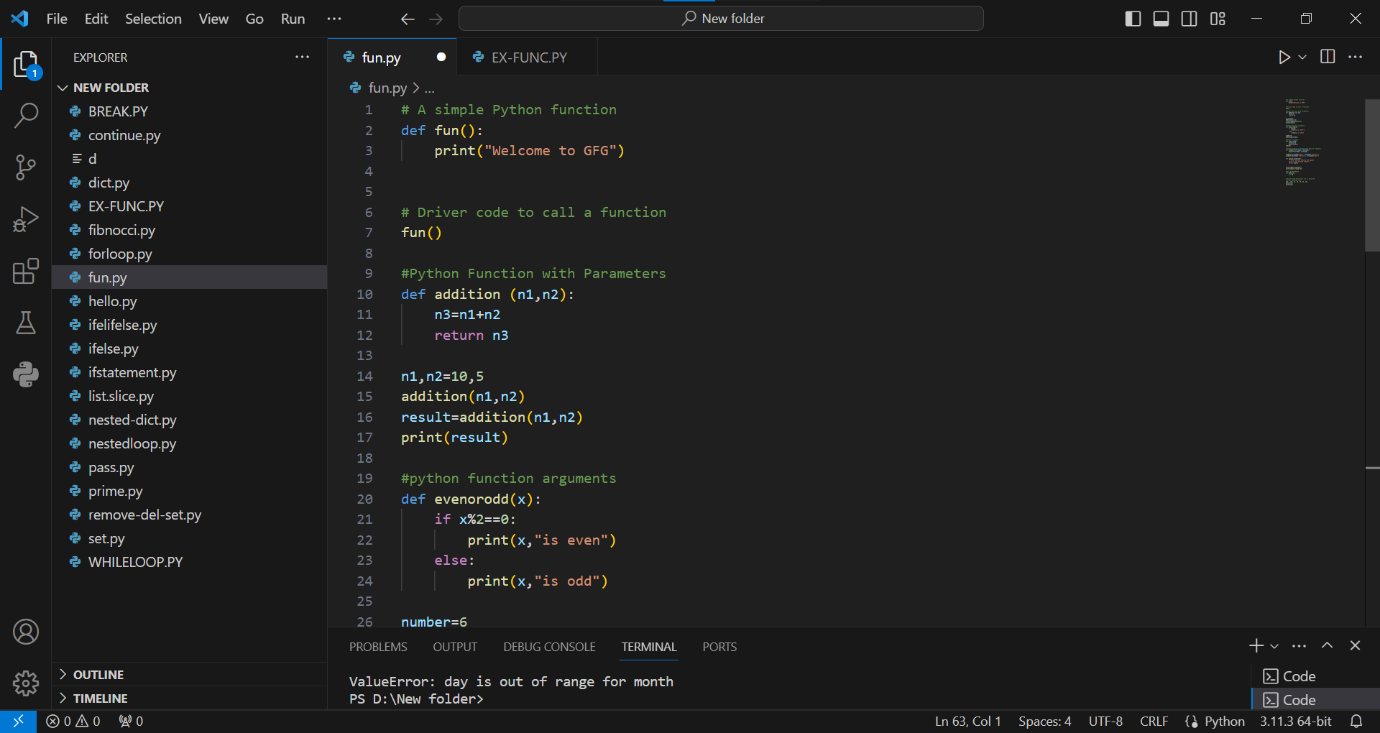 File Edit Selection View Go Run ···
New folder
EXPLORER ···
1
NEW FOLDER
BREAK.PY
continue.py
d
dict.py
EX-FUNC.PY
fibnocci.py
forloop.py
fun.py
hello.py
ifelifelse.py
ifelse.py
ifstatement.py
list.slice.py
nested-dict.py
nestedloop.py
pass.py
prime.py
remove-del-set.py
set.py
WHILELOOP.PY
OUTLINE
TIMELINE
fun.py EX-FUNC.PY
fun.py > ...
1 # A simple Python function
2 def fun():
3 print("Welcome to GFG")
4
5
6 # Driver code to call a function
7 fun()
8
9 #Python Function with Parameters
10 def addition (n1,n2):
11 n3=n1+n2
12 return n3
13
14 n1,n2=10,5
15 addition(n1,n2)
16 result=addition(n1,n2)
17 print(result)
18
19 #python function arguments
20 def evenorodd(x):
21 if x%2==0:
22 print(x,"is even")
23 else:
24 print(x,"is odd")
25
26 number=6
PROBLEMS OUTPUT DEBUG CONSOLE TERMINAL PORTS
ValueError: day is out of range for month
PS D:\New folder>
Code
Code
0 0 0 Ln 63, Col 1 Spaces: 4 UTF-8 CRLF Python 3.11.3 64-bit